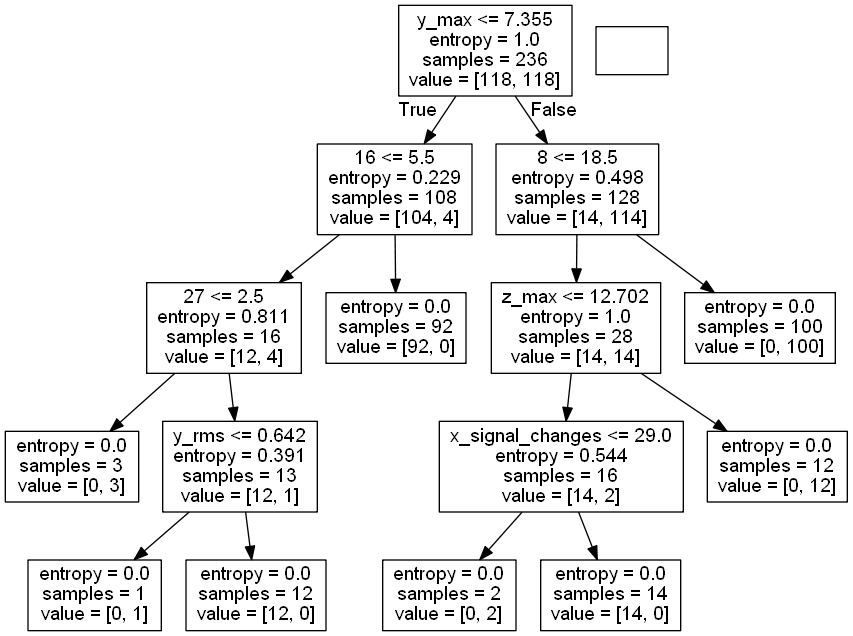 y_max <= 7.355
entropy = 1.0
samples = 236
value = [118, 118]
True
False
16 <= 5.5
entropy = 0.229
samples = 108
value = [104, 4]
8 <= 18.5
entropy = 0.498
samples = 128
value = [14, 114]
27 <= 2.5
entropy = 0.811
samples = 16
value = [12, 4]
entropy = 0.0
samples = 92
value = [92, 0]
z_max <= 12.702
entropy = 1.0
samples = 28
value = [14, 14]
entropy = 0.0
samples = 100
value = [0, 100]
entropy = 0.0
samples = 3
value = [0, 3]
y_rms <= 0.642
entropy = 0.391
samples = 13
value = [12, 1]
x_signal_changes <= 29.0
entropy = 0.544
samples = 16
value = [14, 2]
entropy = 0.0
samples = 12
value = [0, 12]
entropy = 0.0
samples = 1
value = [0, 1]
entropy = 0.0
samples = 12
value = [12, 0]
entropy = 0.0
samples = 2
value = [0, 2]
entropy = 0.0
samples = 14
value = [14, 0]